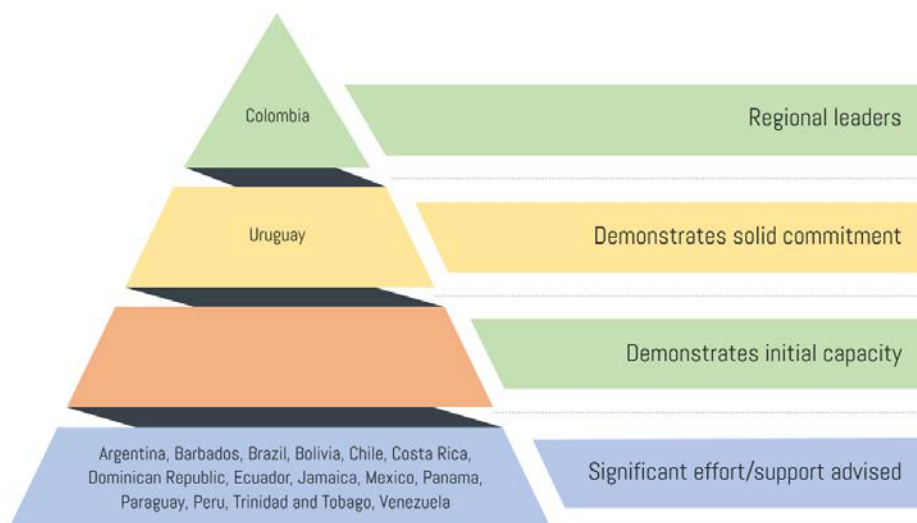 Colombia
Regional leaders
Uruguay
Demonstrates solid commitment
Demonstrates initial capacity
Argentina, Barbados, Brazil, Bolivia, Chile, Costa Rica,
Dominican Republic, Ecuador, Jamaica, Mexico, Panama,
Paraguay, Peru, Trinidad and Tobago, Venezuela
Significant effort/support advised